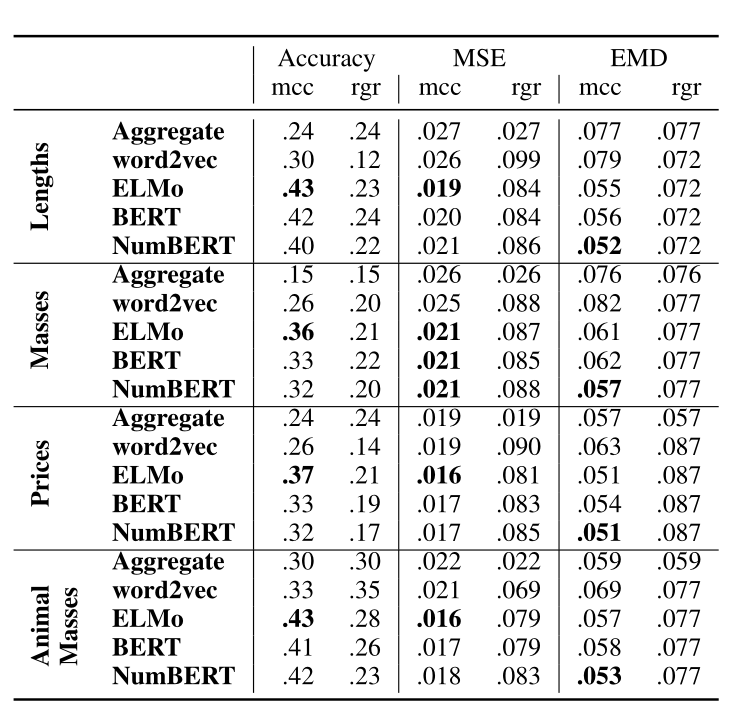 Accuracy MSE EMD
mcc rgr mcc rgr mcc rgr
Lengths
Aggregate .24 .24 .027 .027 .077 .077
word2vec .30 .12 .026 .099 .079 .072
ELMo .43 .23 .019 .084 .055 .072
BERT .42 .24 .020 .084 .056 .072
NumBERT .40 .22 .021 .086 .052 .072
Masses
Aggregate .15 .15 .026 .026 .076 .076
word2vec .26 .20 .025 .088 .082 .077
ELMo .36 .21 .021 .087 .061 .077
BERT .33 .22 .021 .085 .062 .077
NumBERT .32 .20 .021 .088 .057 .077
Prices
Aggregate .24 .24 .019 .019 .057 .057
word2vec .26 .14 .019 .090 .063 .087
ELMo .37 .21 .016 .081 .051 .087
BERT .33 .19 .017 .083 .054 .087
NumBERT .32 .17 .017 .085 .051 .087
Animal
Masses
Aggregate .30 .30 .022 .022 .059 .059
word2vec .33 .35 .021 .069 .069 .077
ELMo .43 .28 .016 .079 .057 .077
BERT .41 .26 .017 .079 .058 .077
NumBERT .42 .23 .018 .083 .053 .077